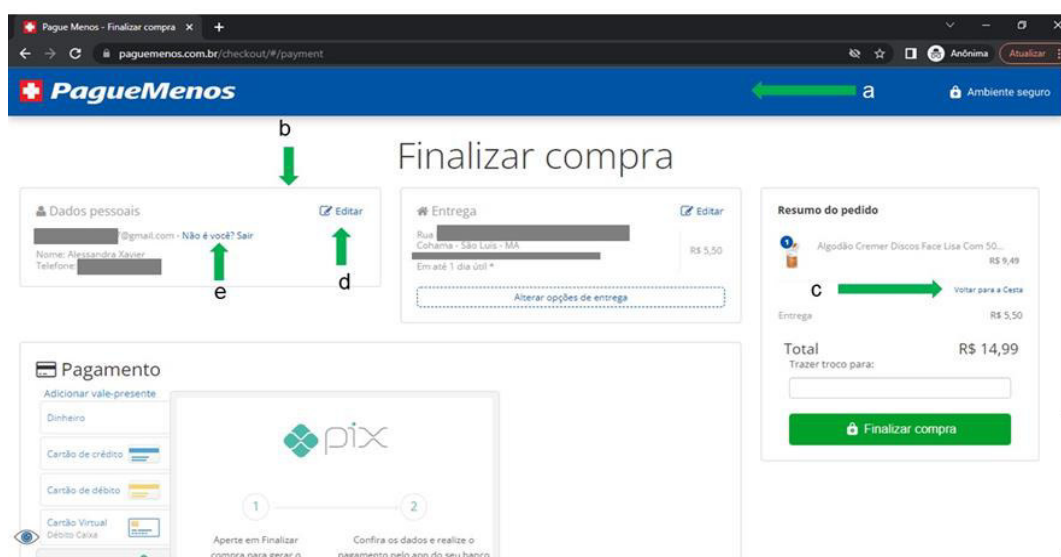 Pague Menos - Finalizar compra
paguemenos.com.br/checkout/#/payment
Anônima
Atualizar
PagueMenos
a
Ambiente seguro
b
Finalizar compra
Dados pessoais
Editar
@gmail.com - Não é você? Sair
Nome: Alessandra Xavier
Telefone:
e
d
Entrega
Editar
Rua
Cohama - São Luís - MA
R$ 5,50
Em até 1 dia útil *
Alterar opções de entrega
Resumo do pedido
1
Algodão Cremer Discos Face Lisa Com 50...
R$ 9,49
c
Voltar para a Cesta
Entrega
R$ 5,50
Total
R$ 14,99
Trazer troco para:
Finalizar compra
Pagamento
Adicionar vale-presente
Dinheiro
Cartão de crédito
Cartão de débito
Cartão Virtual
Débito Caixa
pix
1
2
Aperte em Finalizar
compra para gerar o
Confira os dados e realize o
pagamento pelo app do seu banco